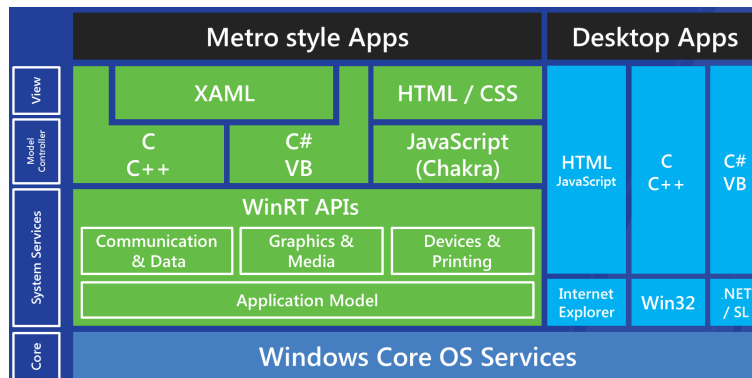 Metro style Apps
Desktop Apps
View
XAML
HTML / CSS
Model
Controller
C
C++
C#
VB
JavaScript
(Chakra)
HTML
JavaScript
C
C++
C#
VB
System Services
WinRT APIs
Communication
& Data
Graphics &
Media
Devices &
Printing
Application Model
Internet
Explorer
Win32
.NET
/ SL
Core
Windows Core OS Services